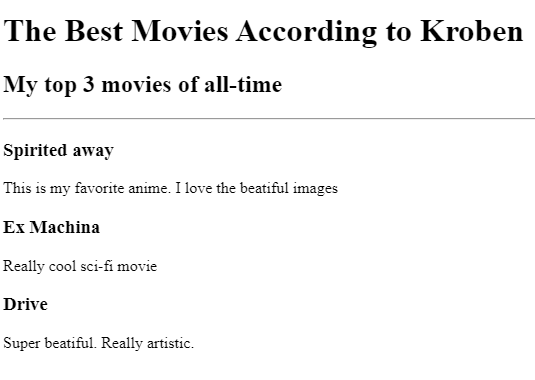 The Best Movies According to Kroben
My top 3 movies of all-time
Spirited away
This is my favorite anime. I love the beatiful images
Ex Machina
Really cool sci-fi movie
Drive
Super beatiful. Really artistic.